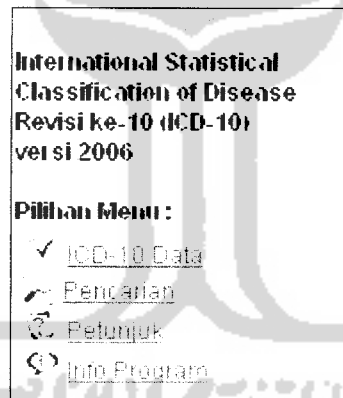 International Statistical
Classification of Disease
Revisi ke-10 (ICD-10)
versi 2006
Pilihan Menu :
ICD-10 Data
Pencarian
Petunjuk
Info Program